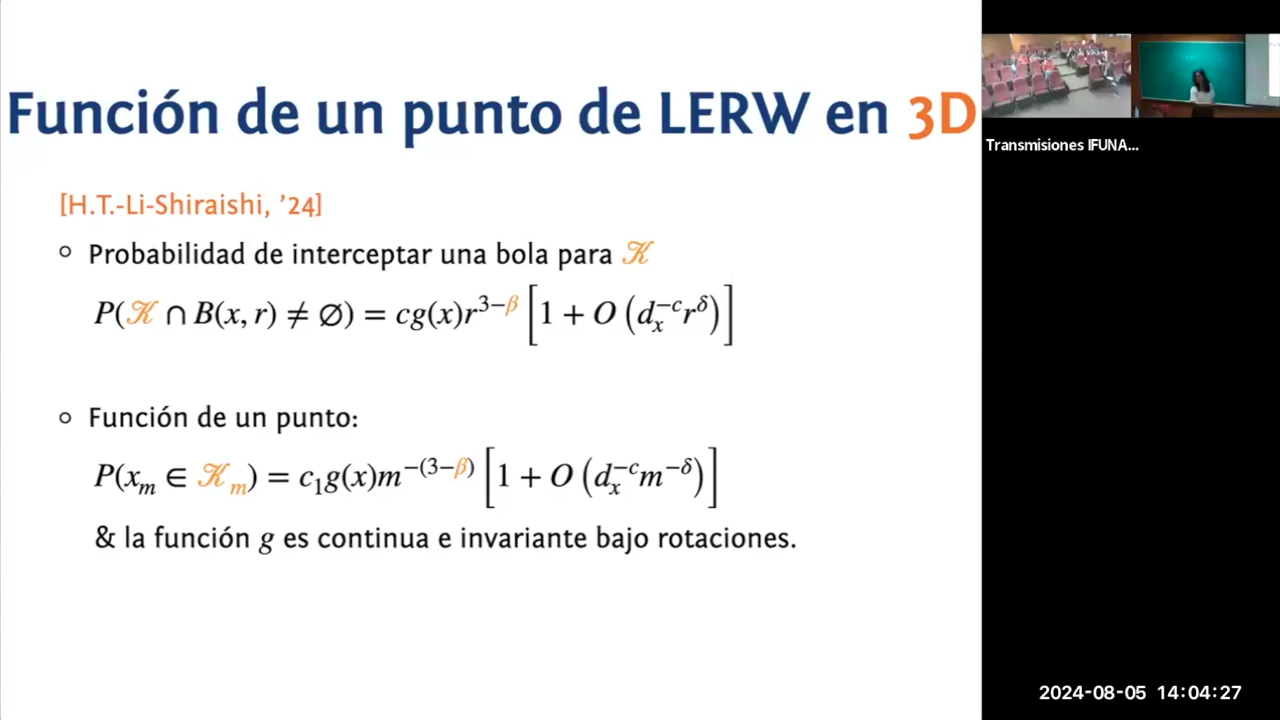 Función de un punto de LERW en 3D
[H.T.-Li-Shiraishi, ’24]
Probabilidad de interceptar una bola para 𝒦
P(𝒦 ∩ B(x, r) ≠ ∅) = cg(x)r^{3−β} [1 + O (d_x^{−c} r^δ)]
Función de un punto:
P(x_m ∈ 𝒦_m) = c_1g(x)m^{−(3−β)} [1 + O (d_x^{−c} m^{−δ})]
& la función g es continua e invariante bajo rotaciones.
Transmisiones IFUNA...
2024-08-05 14:04:27